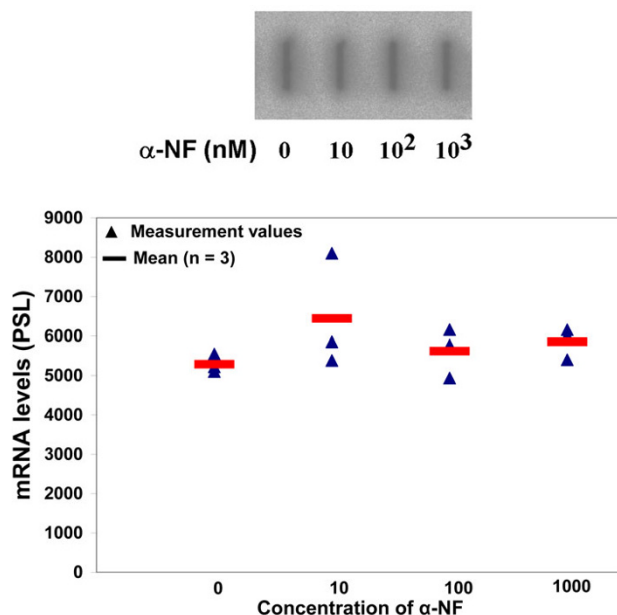 α-NF (nM) 0 10 10² 10³
9000
▲ Measurement values
8000
Mean (n = 3)
7000
6000
5000
4000
3000
2000
1000
0
mRNA levels (PSL)
0 10 100 1000
Concentration of α-NF